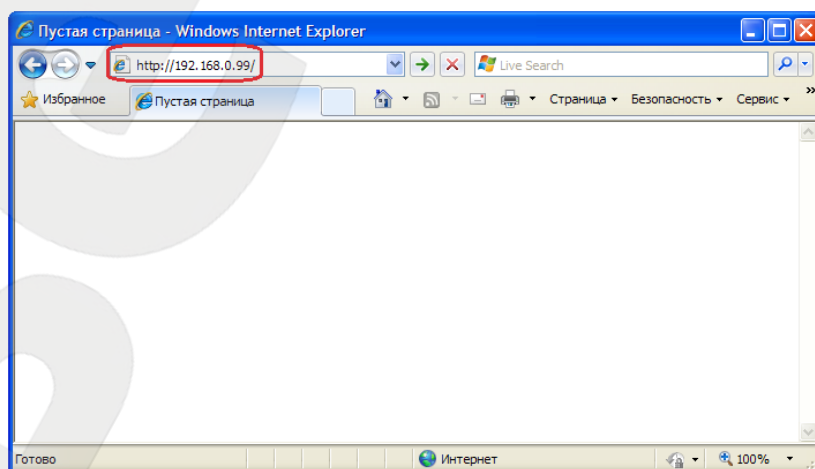 Пустая страница - Windows Internet Explorer
http://192.168.0.99/
Live Search
Избранное
Пустая страница
Страница
Безопасность
Сервис
»
Готово
Интернет
100%